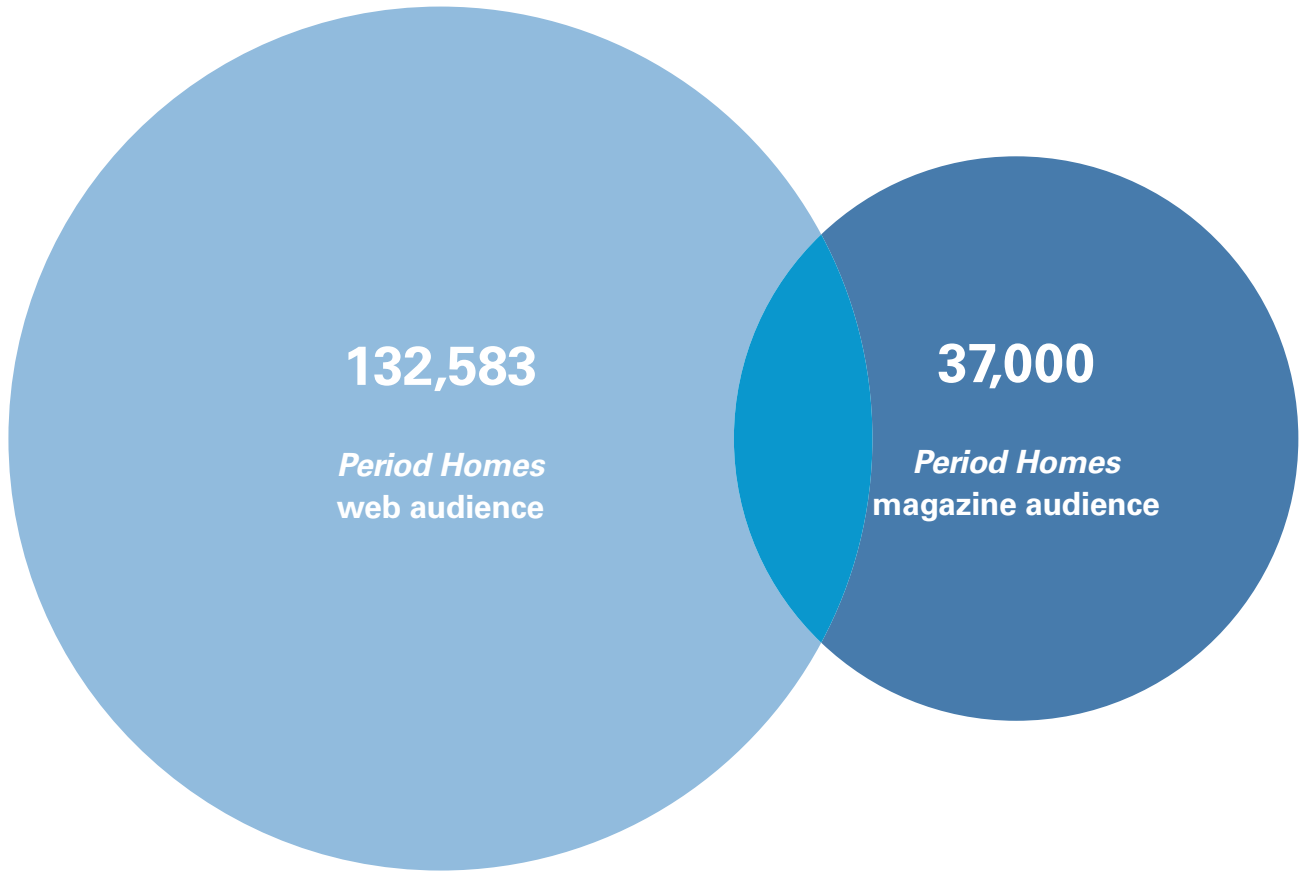 132,583
Period Homes
web audience
37,000
Period Homes
magazine audience